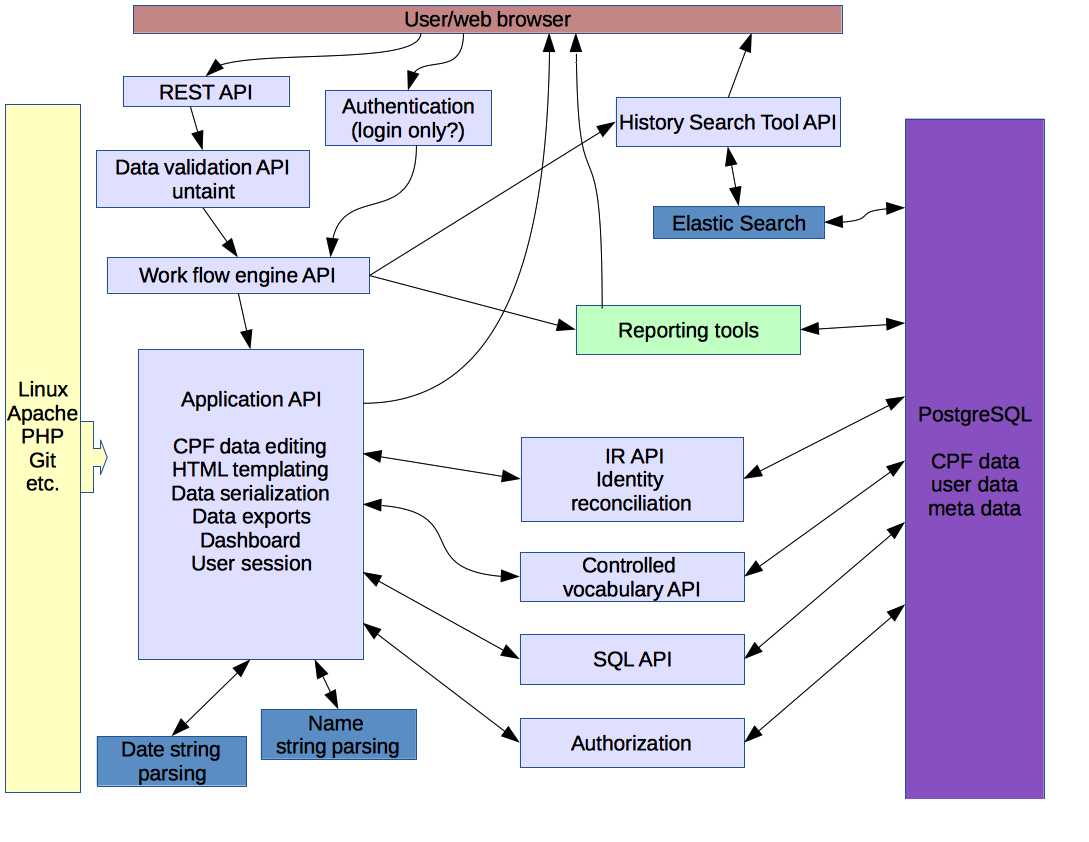 User/web browser
REST API
Authentication
(login only?)
History Search Tool API
Data validation API
untaint
Elastic Search
Work flow engine API
Reporting tools
Linux
Apache
PHP
Git
etc.
Application API
CPF data editing
HTML templating
Data serialization
Data exports
Dashboard
User session
IR API
Identity
reconciliation
Controlled
vocabulary API
SQL API
Authorization
PostgreSQL
CPF data
user data
meta data
Name
string parsing
Date string
parsing